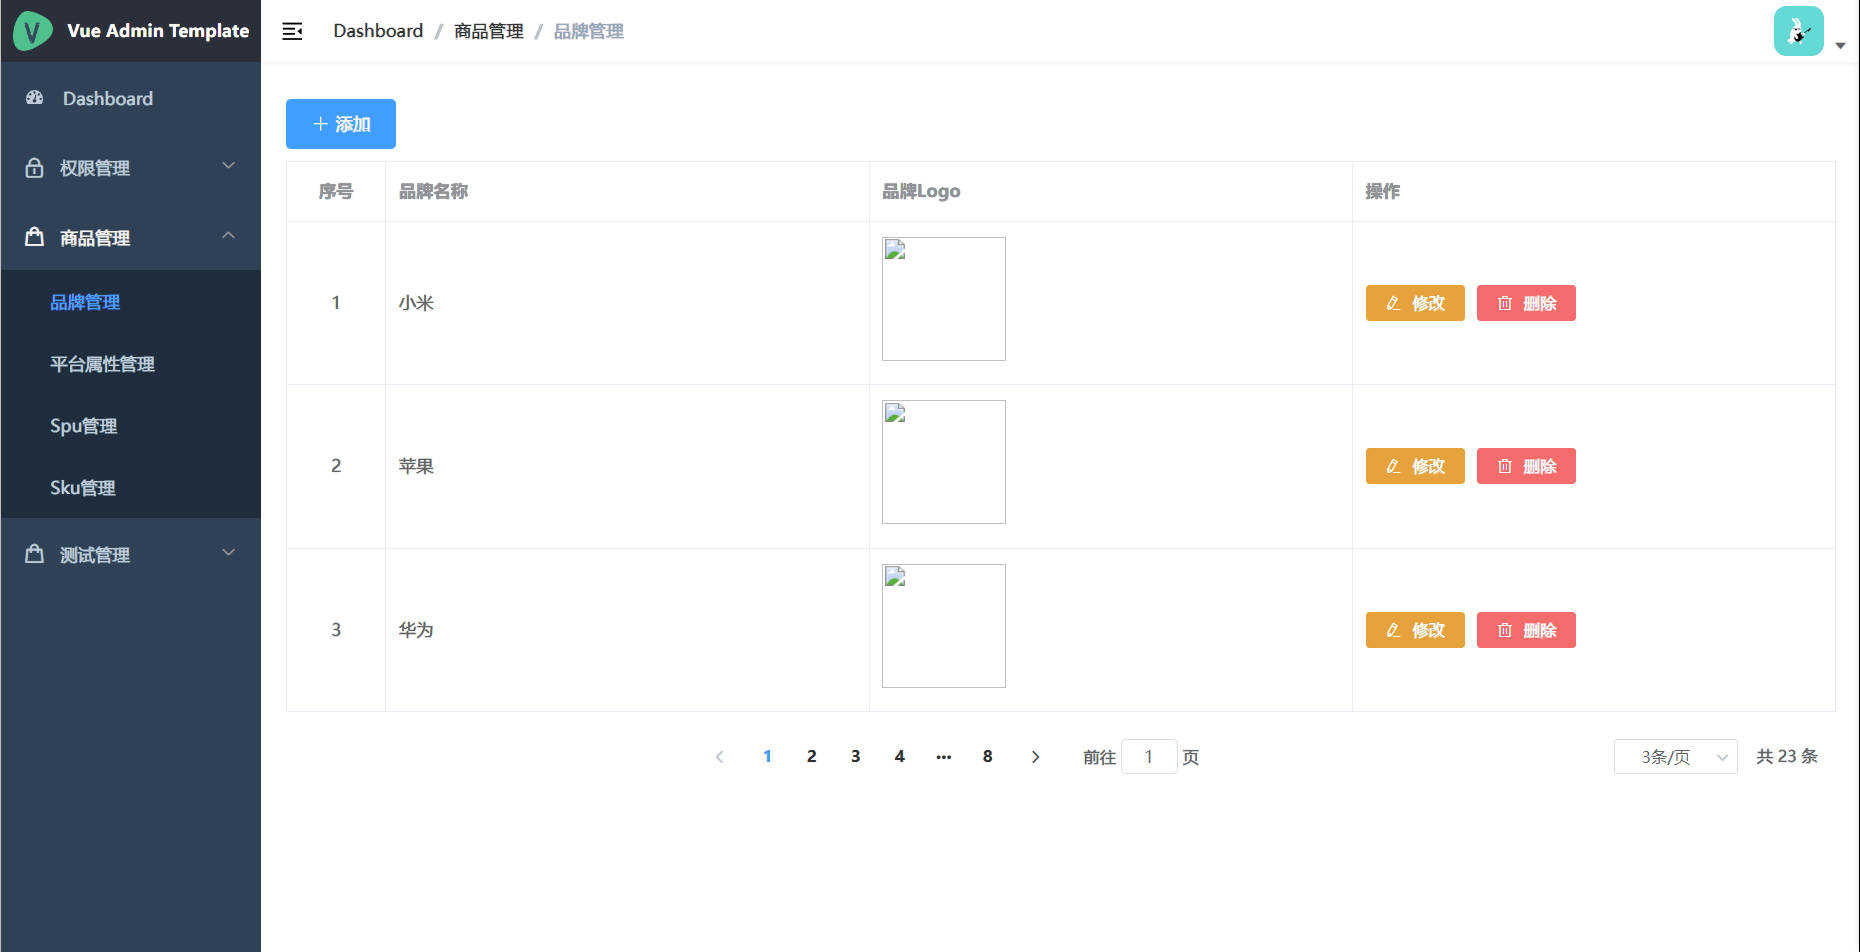 Vue Admin Template
Dashboard / 商品管理 / 品牌管理
Dashboard
权限管理
商品管理
品牌管理
平台属性管理
Spu管理
Sku管理
测试管理
添加
序号 品牌名称 品牌Logo 操作
1 小米 修改 删除
2 苹果 修改 删除
3 华为 修改 删除
1 2 3 4 ··· 8 前往 1 页 3条/页 共 23 条